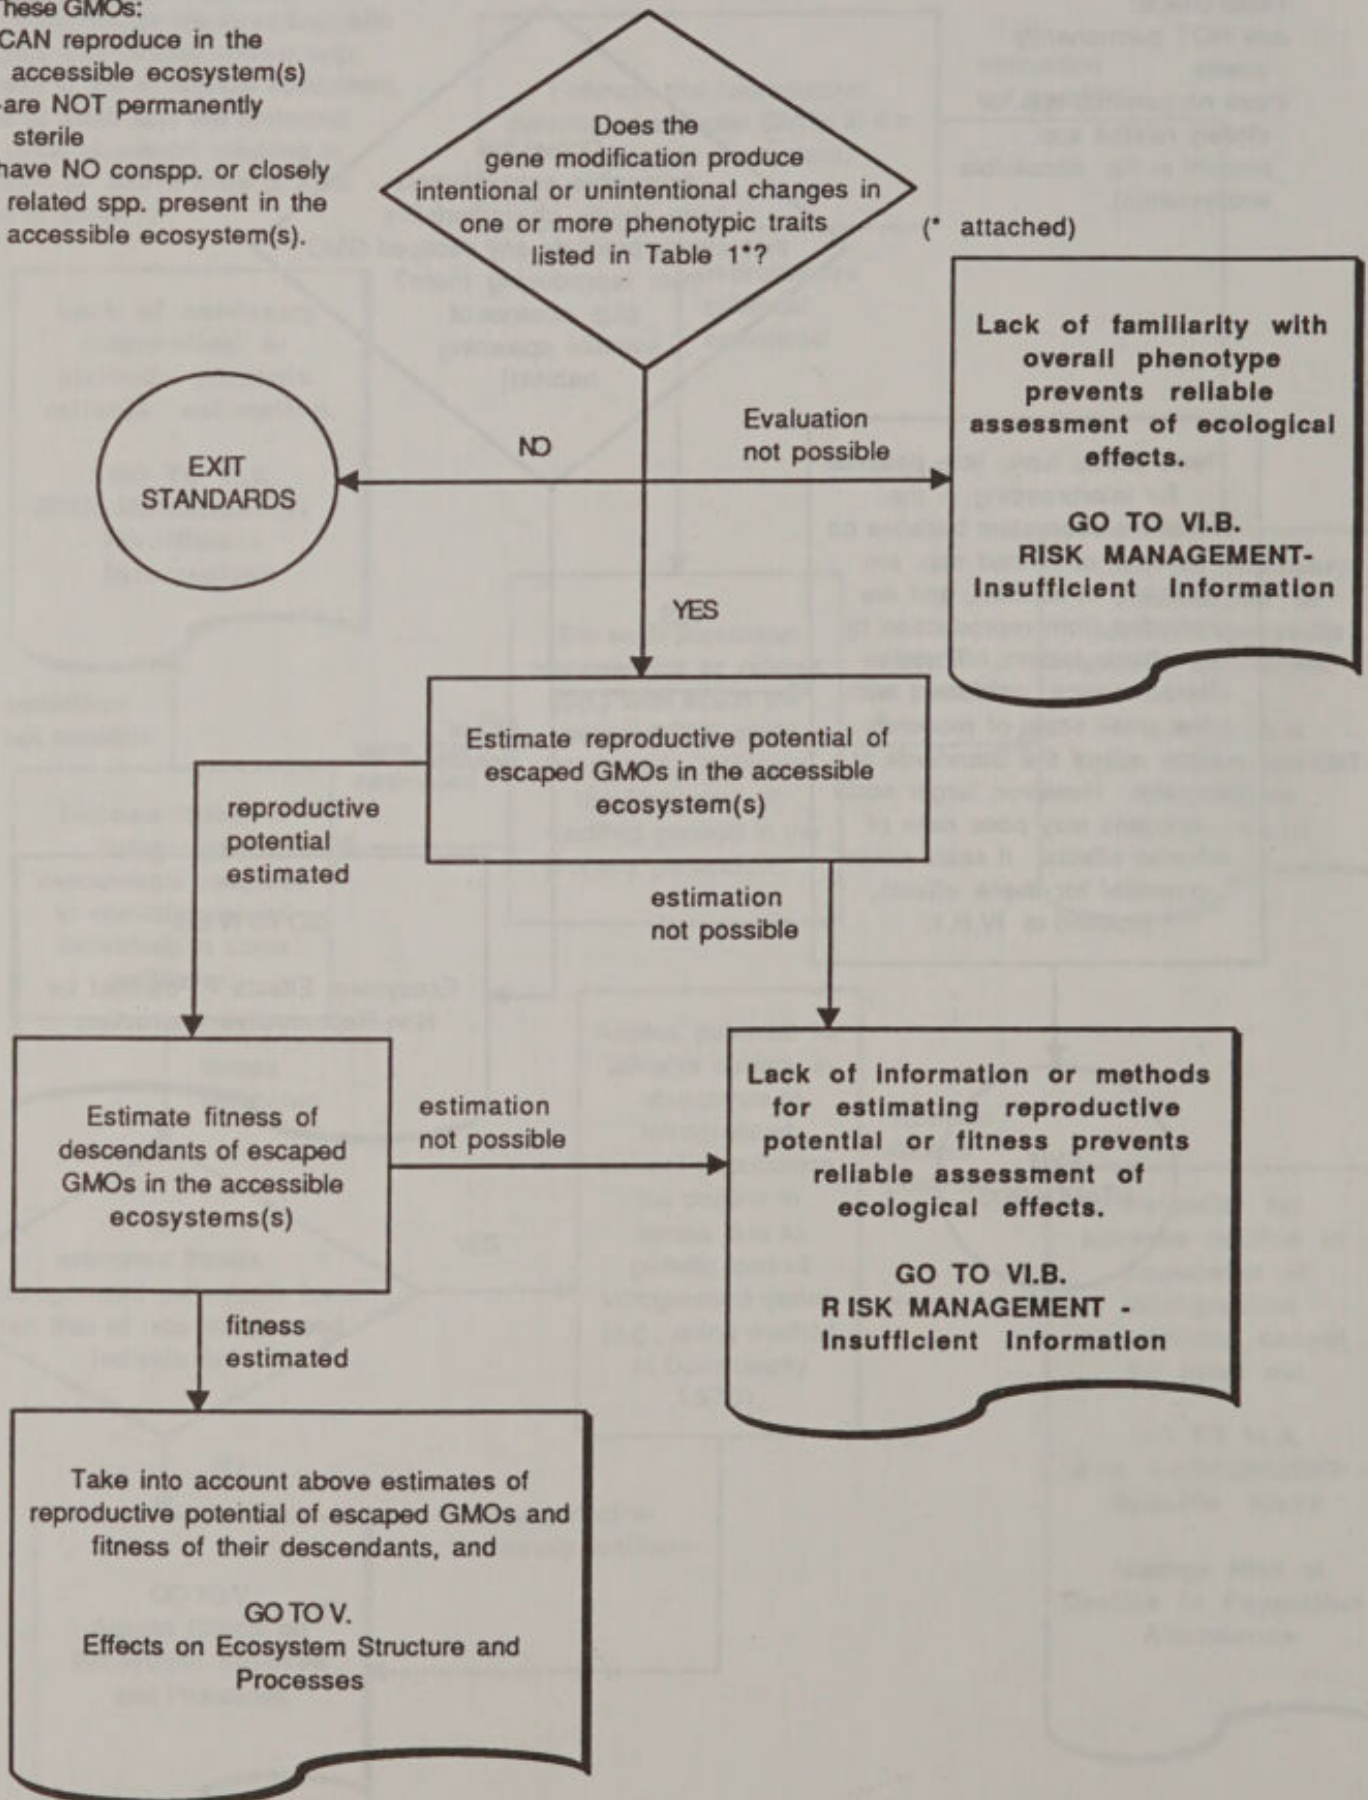 These GMOs:
CAN reproduce in the
accessible ecosystem(s)
-are NOT permanently
sterile
have NO conspp. or closely
related spp. present in the
accessible ecosystem(s).
Does the
gene modification produce
intentional or unintentional changes in
one or more phenotypic traits
listed in Table 1*?
(* attached)
Lack of familiarity with
overall phenotype
prevents reliable
assessment of ecological
effects.
GO TO VI.B.
RISK MANAGEMENT-
Insufficient Information
Evaluation
not possible
NO
EXIT
STANDARDS
YES
Estimate reproductive potential of
escaped GMOs in the accessible
ecosystem(s)
reproductive
potential
estimated
estimation
not possible
Estimate fitness of
descendants of escaped
GMOs in the accessible
ecosystems(s)
estimation
not possible
Lack of information or methods
for estimating reproductive
potential or fitness prevents
reliable assessment of
ecological effects.
GO TO VI.B.
RISK MANAGEMENT -
Insufficient Information
fitness
estimated
Take into account above estimates of
reproductive potential of escaped GMOs and
fitness of their descendants, and
GO TO V.
Effects on Ecosystem Structure and
Processes